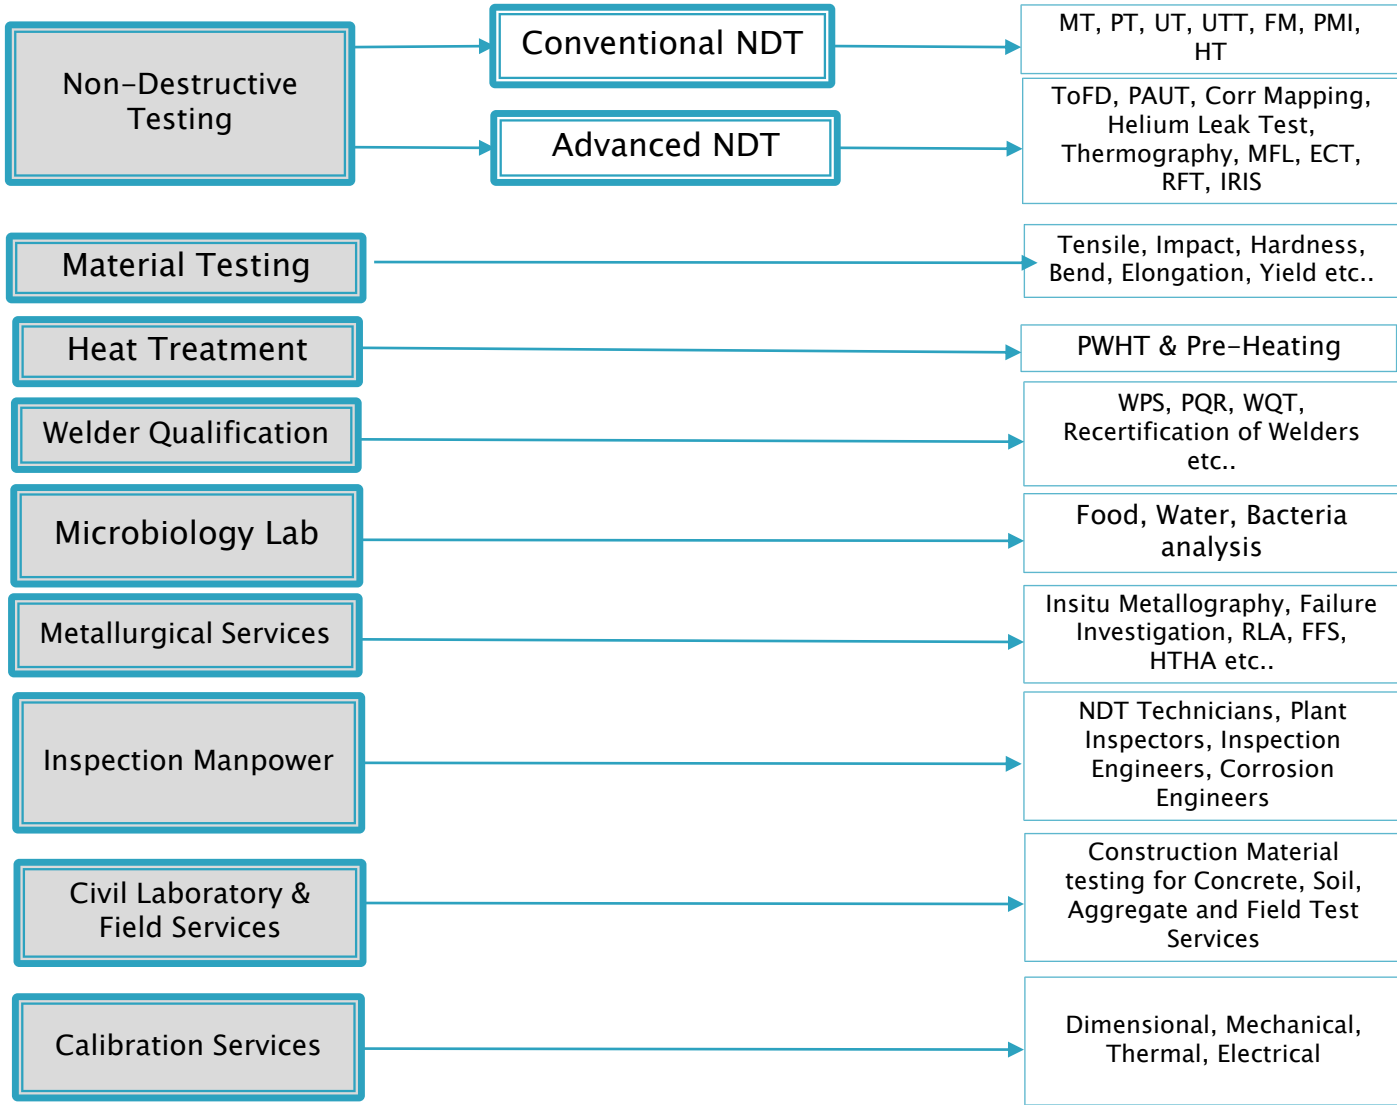 Non-Destructive
Testing
Conventional NDT
MT, PT, UT, UTT, FM, PMI,
HT
Advanced NDT
ToFD, PAUT, Corr Mapping,
Helium Leak Test,
Thermography, MFL, ECT,
RFT, IRIS
Material Testing
Tensile, Impact, Hardness,
Bend, Elongation, Yield etc..
Heat Treatment
PWHT & Pre-Heating
Welder Qualification
WPS, PQR, WQT,
Recertification of Welders
etc..
Microbiology Lab
Food, Water, Bacteria
analysis
Metallurgical Services
Insitu Metallography, Failure
Investigation, RLA, FFS,
HTHA etc..
Inspection Manpower
NDT Technicians, Plant
Inspectors, Inspection
Engineers, Corrosion
Engineers
Civil Laboratory &
Field Services
Construction Material
testing for Concrete, Soil,
Aggregate and Field Test
Services
Calibration Services
Dimensional, Mechanical,
Thermal, Electrical